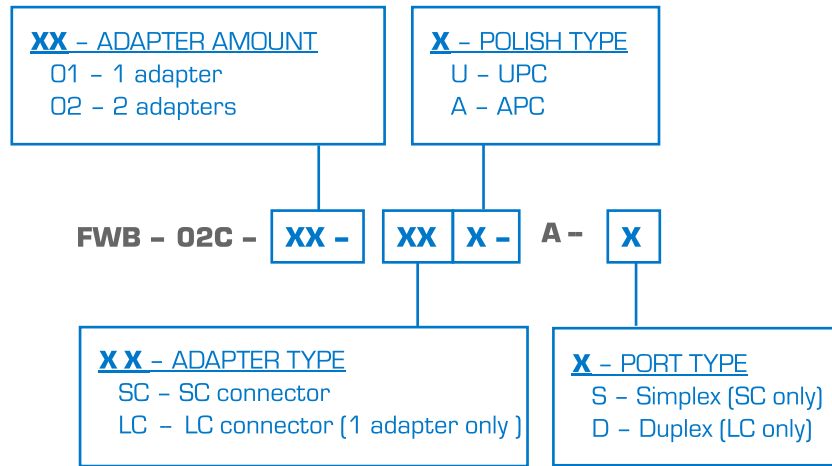 XX – ADAPTER AMOUNT
01 – 1 adapter
02 – 2 adapters
X – POLISH TYPE
U – UPC
A – APC
FWB – 02C – XX – XX X – A – X
X X – ADAPTER TYPE
SC – SC connector
LC – LC connector (1 adapter only )
X – PORT TYPE
S – Simplex (SC only)
D – Duplex (LC only)